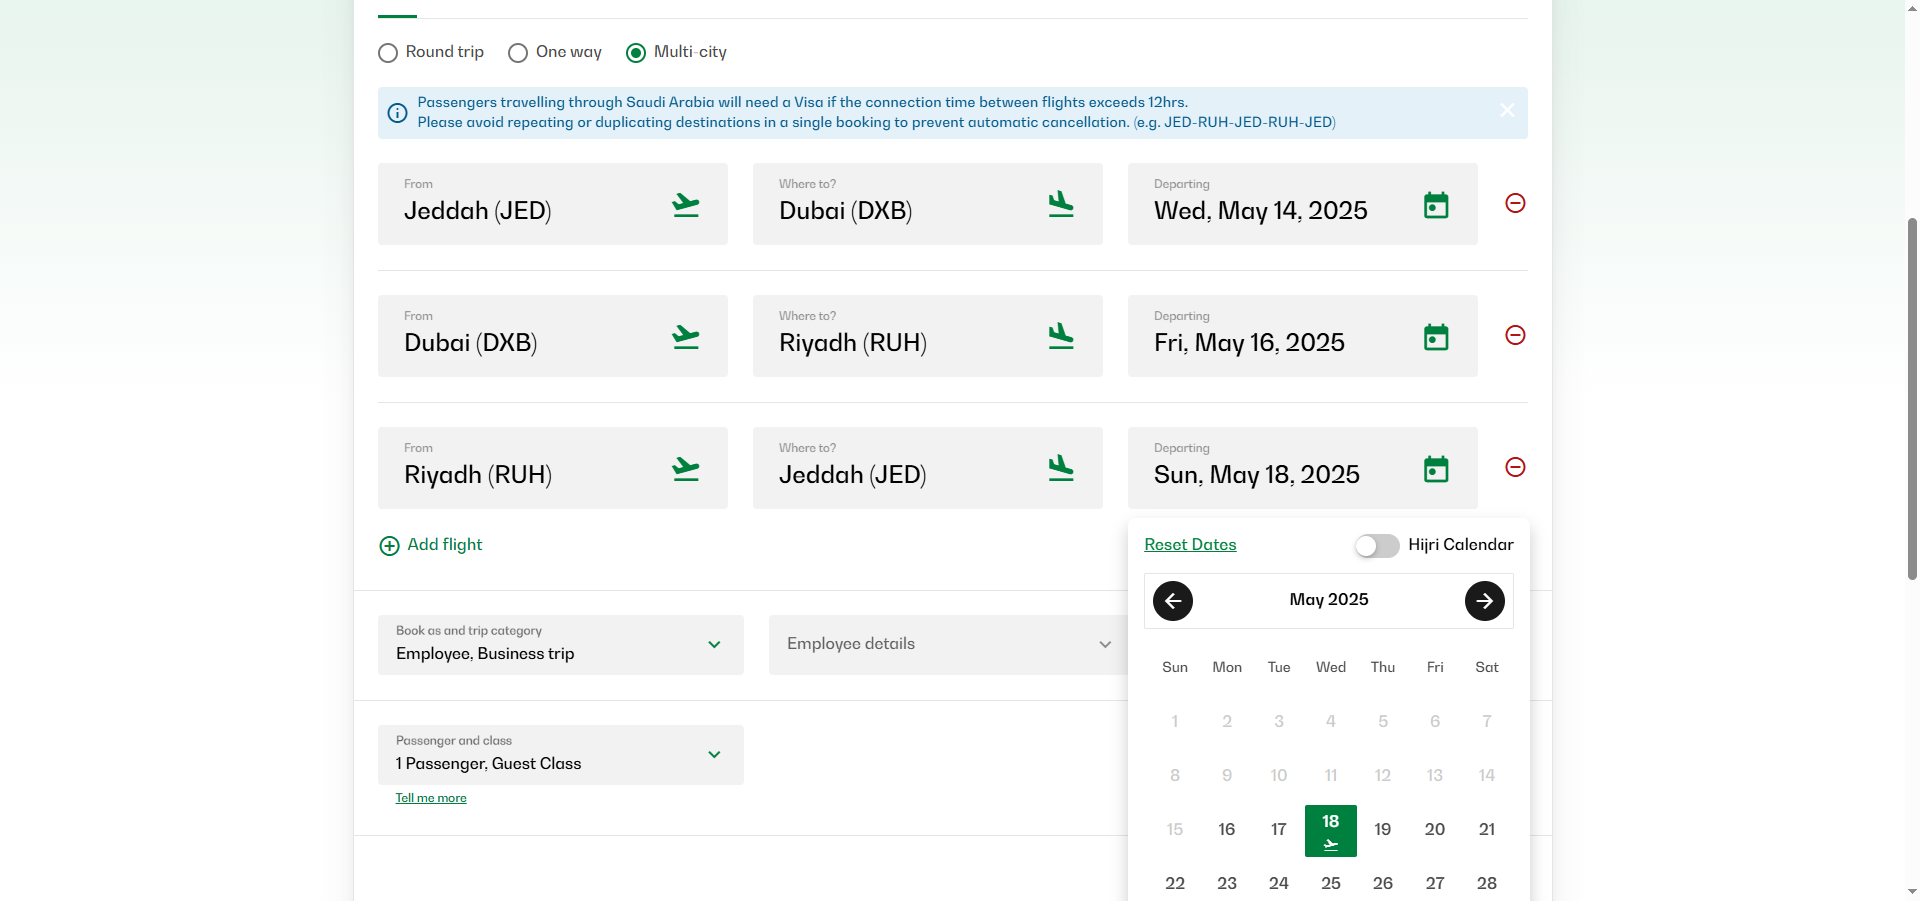 Round trip One way Multi-city
Passengers travelling through Saudi Arabia will need a Visa if the connection time between flights exceeds 12hrs.
Please avoid repeating or duplicating destinations in a single booking to prevent automatic cancellation. (e.g. JED-RUH-JED-RUH-JED)
From
Jeddah (JED)
Where to?
Dubai (DXB)
Departing
Wed, May 14, 2025
From
Dubai (DXB)
Where to?
Riyadh (RUH)
Departing
Fri, May 16, 2025
From
Riyadh (RUH)
Where to?
Jeddah (JED)
Departing
Sun, May 18, 2025
Add flight
Reset Dates
Hijri Calendar
May 2025
Sun Mon Tue Wed Thu Fri Sat
1 2 3 4 5 6 7
8 9 10 11 12 13 14
15 16 17 18 19 20 21
22 23 24 25 26 27 28
Book as and trip category
Employee, Business trip
Employee details
Passenger and class
1 Passenger, Guest Class
Tell me more